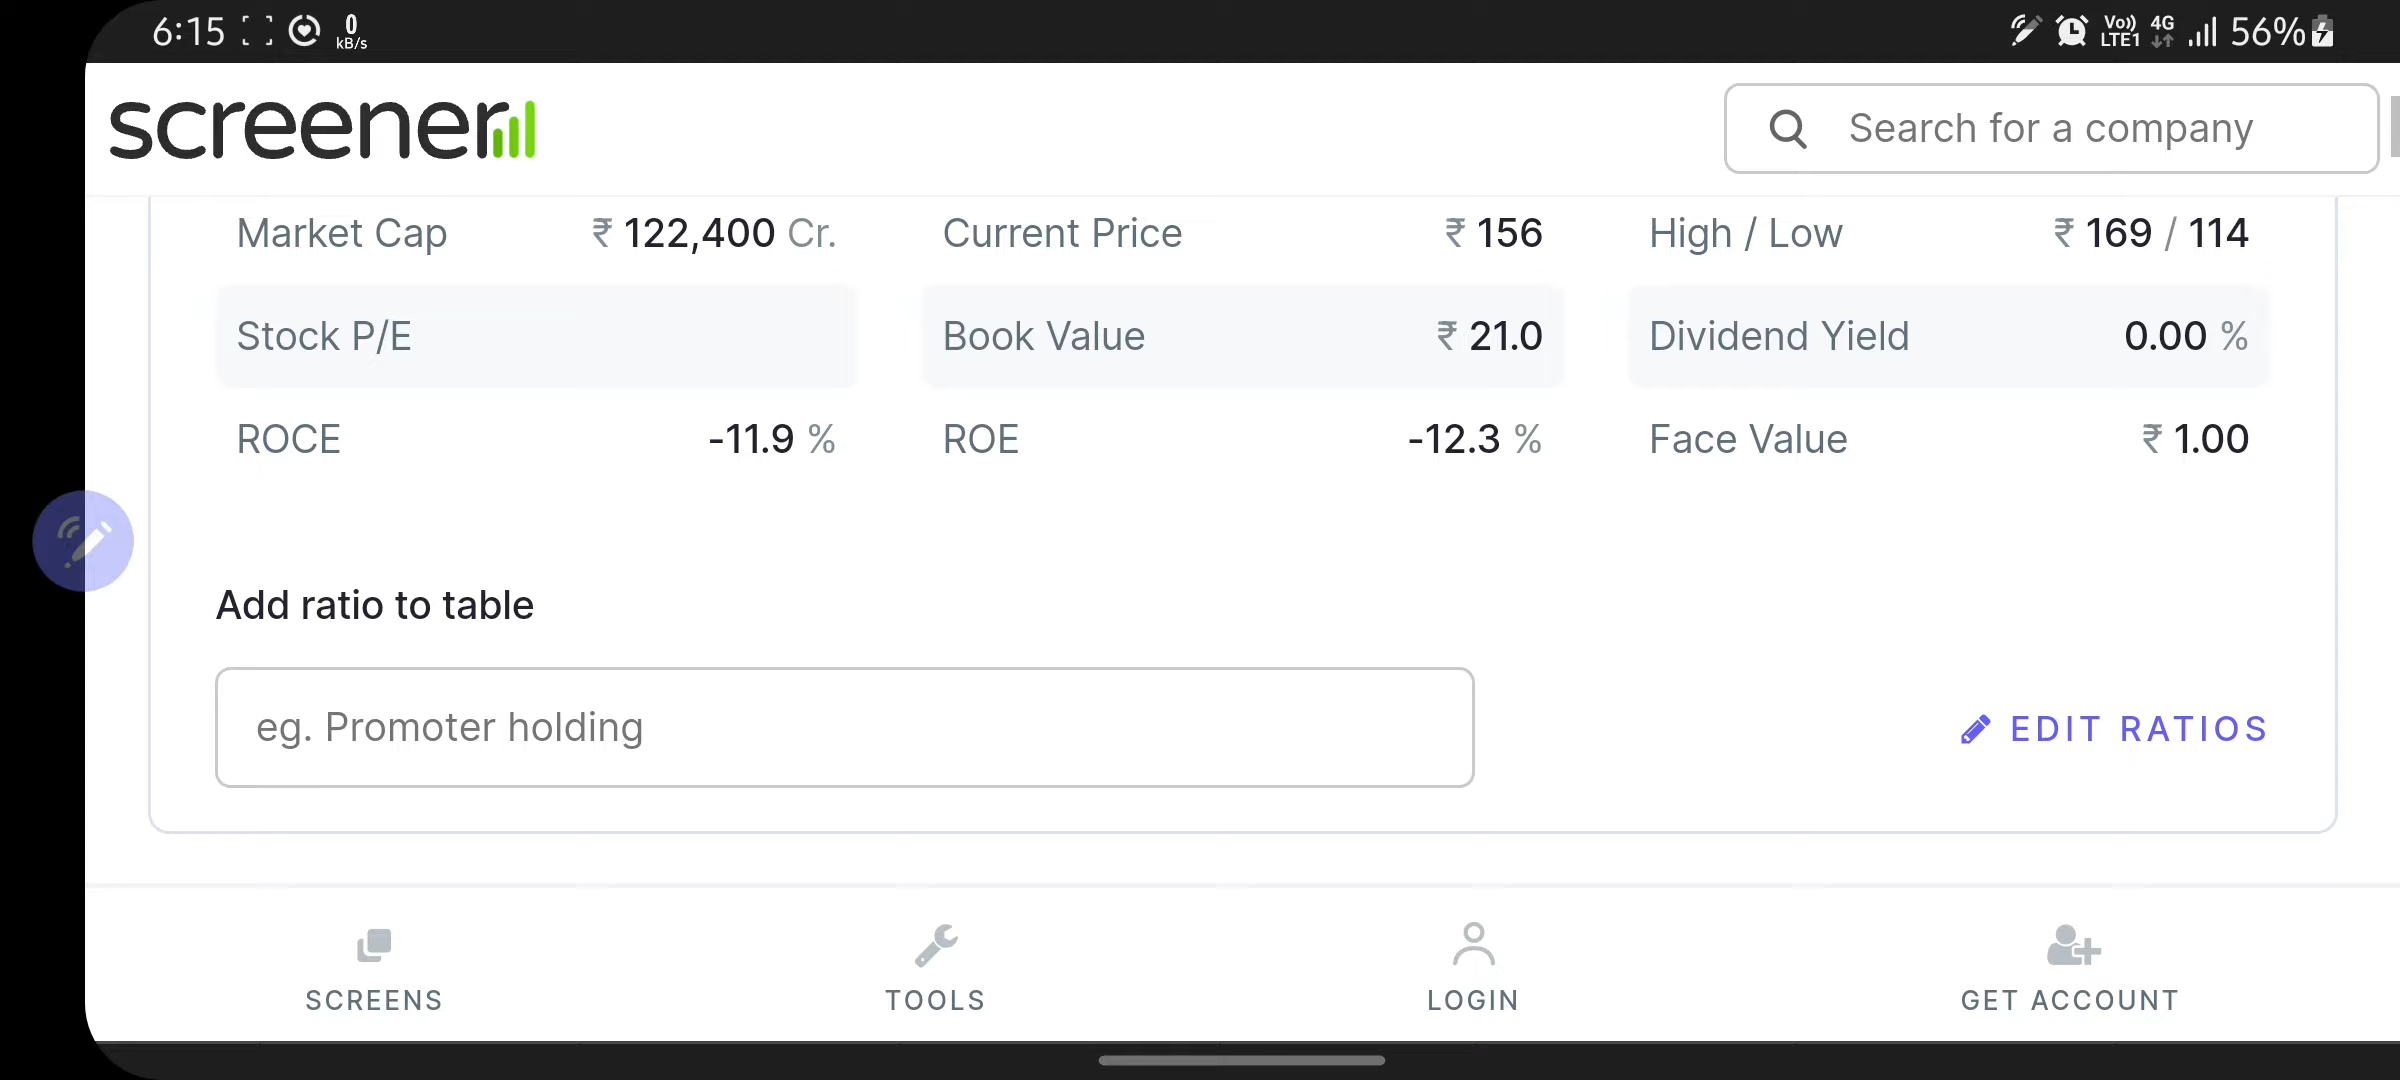 6:15 0 kB/s Vo)) LTE1 4G 56%
screener
Search for a company
Market Cap ₹ 122,400 Cr. Current Price ₹ 156 High / Low ₹ 169 / 114
Stock P/E Book Value ₹ 21.0 Dividend Yield 0.00 %
ROCE -11.9 % ROE -12.3 % Face Value ₹ 1.00
Add ratio to table
eg. Promoter holding
EDIT RATIOS
SCREENS TOOLS LOGIN GET ACCOUNT